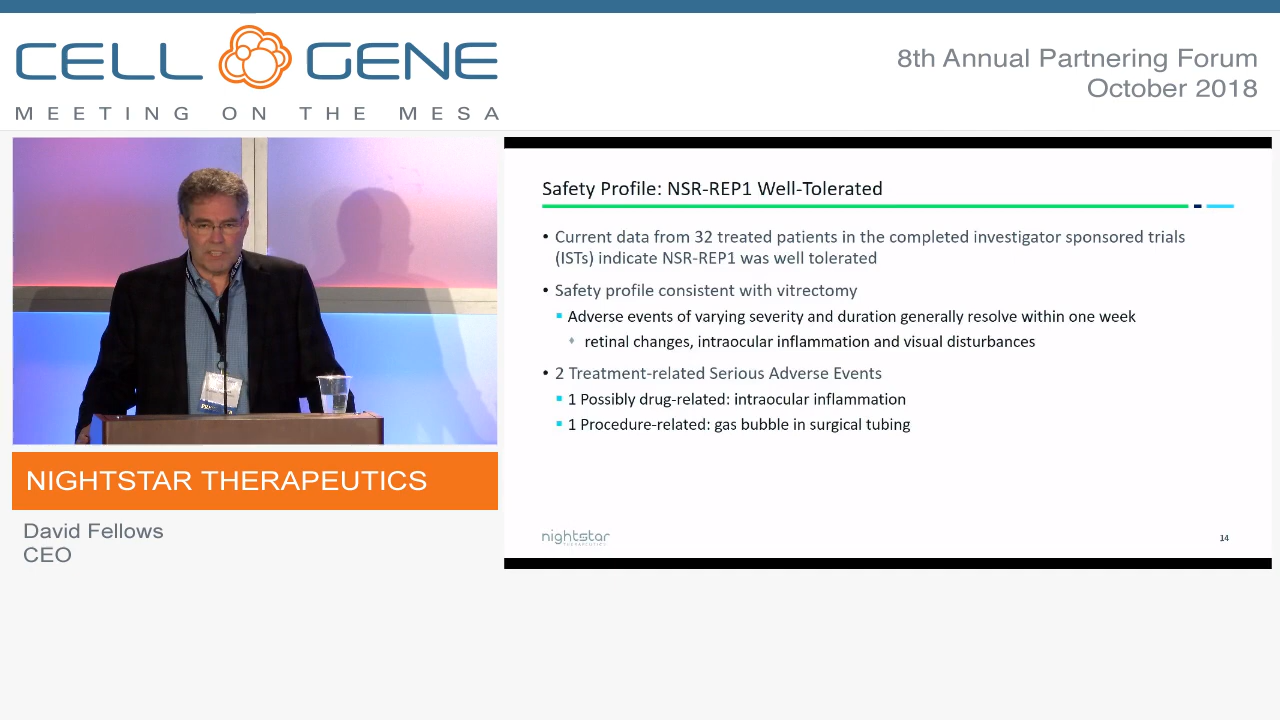 CELL GENE
MEETING ON THE MESA
8th Annual Partnering Forum
October 2018
Safety Profile: NSR-REP1 Well-Tolerated
• Current data from 32 treated patients in the completed investigator sponsored trials
(ISTs) indicate NSR-REP1 was well tolerated
• Safety profile consistent with vitrectomy
▪ Adverse events of varying severity and duration generally resolve within one week
♦ retinal changes, intraocular inflammation and visual disturbances
• 2 Treatment-related Serious Adverse Events
▪ 1 Possibly drug-related: intraocular inflammation
▪ 1 Procedure-related: gas bubble in surgical tubing
nightstar
THERAPEUTICS
14
NIGHTSTAR THERAPEUTICS
David Fellows
CEO